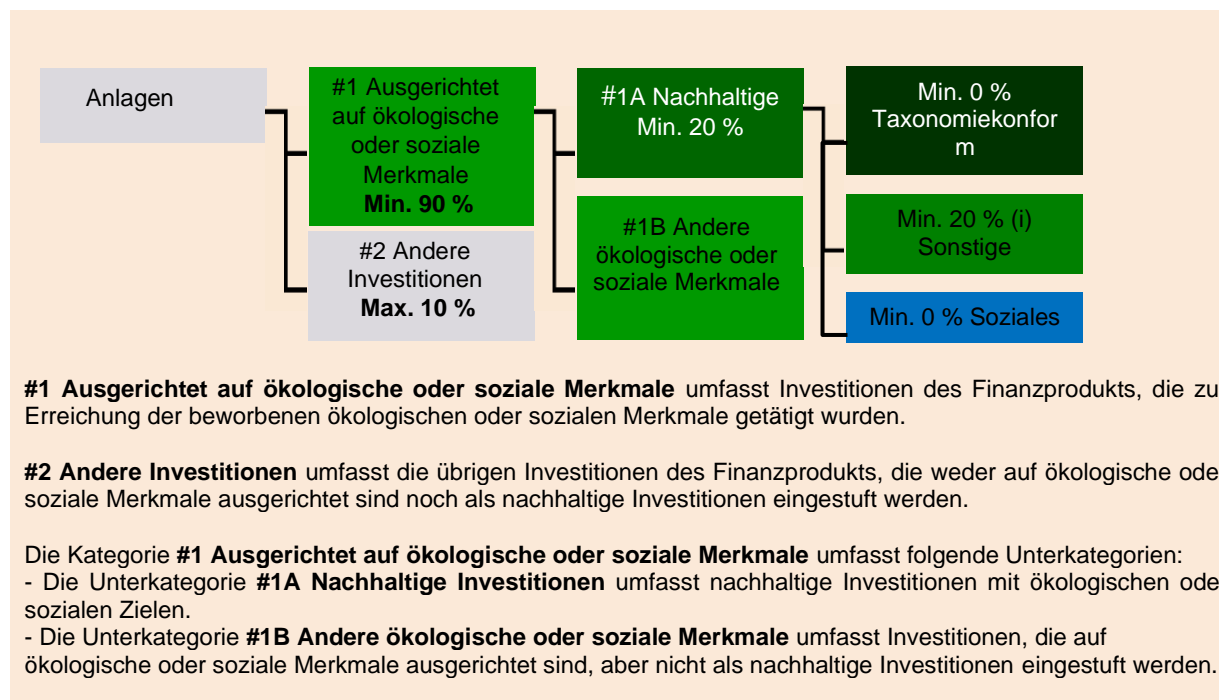 Anlagen
#1 Ausgerichtet
auf ökologische
oder soziale
Merkmale
Min. 90 %
#2 Andere
Investitionen
Max. 10 %
#1A Nachhaltige
Min. 20 %
#1B Andere
ökologische oder
soziale Merkmale
Min. 0 %
Taxonomiekonfor
m
Min. 20 % (i)
Sonstige
Min. 0 % Soziales
#1 Ausgerichtet auf ökologische oder soziale Merkmale umfasst Investitionen des Finanzprodukts, die zu
Erreichung der beworbenen ökologischen oder sozialen Merkmale getätigt wurden.
#2 Andere Investitionen umfasst die übrigen Investitionen des Finanzprodukts, die weder auf ökologische ode
soziale Merkmale ausgerichtet sind noch als nachhaltige Investitionen eingestuft werden.
Die Kategorie #1 Ausgerichtet auf ökologische oder soziale Merkmale umfasst folgende Unterkategorien:
- Die Unterkategorie #1A Nachhaltige Investitionen umfasst nachhaltige Investitionen mit ökologischen ode
sozialen Zielen.
- Die Unterkategorie #1B Andere ökologische oder soziale Merkmale umfasst Investitionen, die auf
ökologische oder soziale Merkmale ausgerichtet sind, aber nicht als nachhaltige Investitionen eingestuft werden.